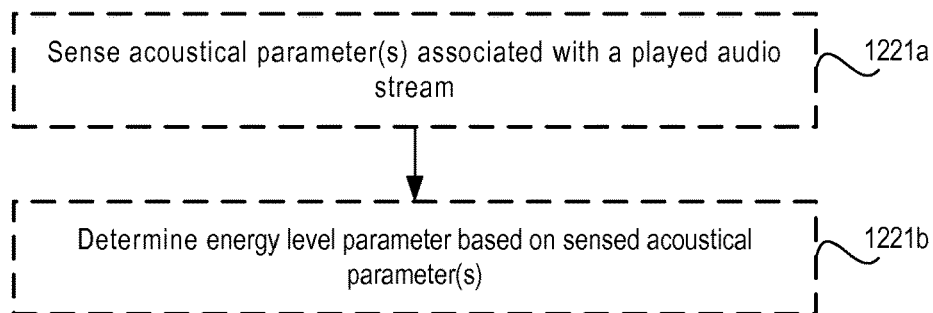 Sense acoustical parameter(s) associated with a played audio
stream
1221a
Determine energy level parameter based on sensed acoustical
parameter(s)
1221b